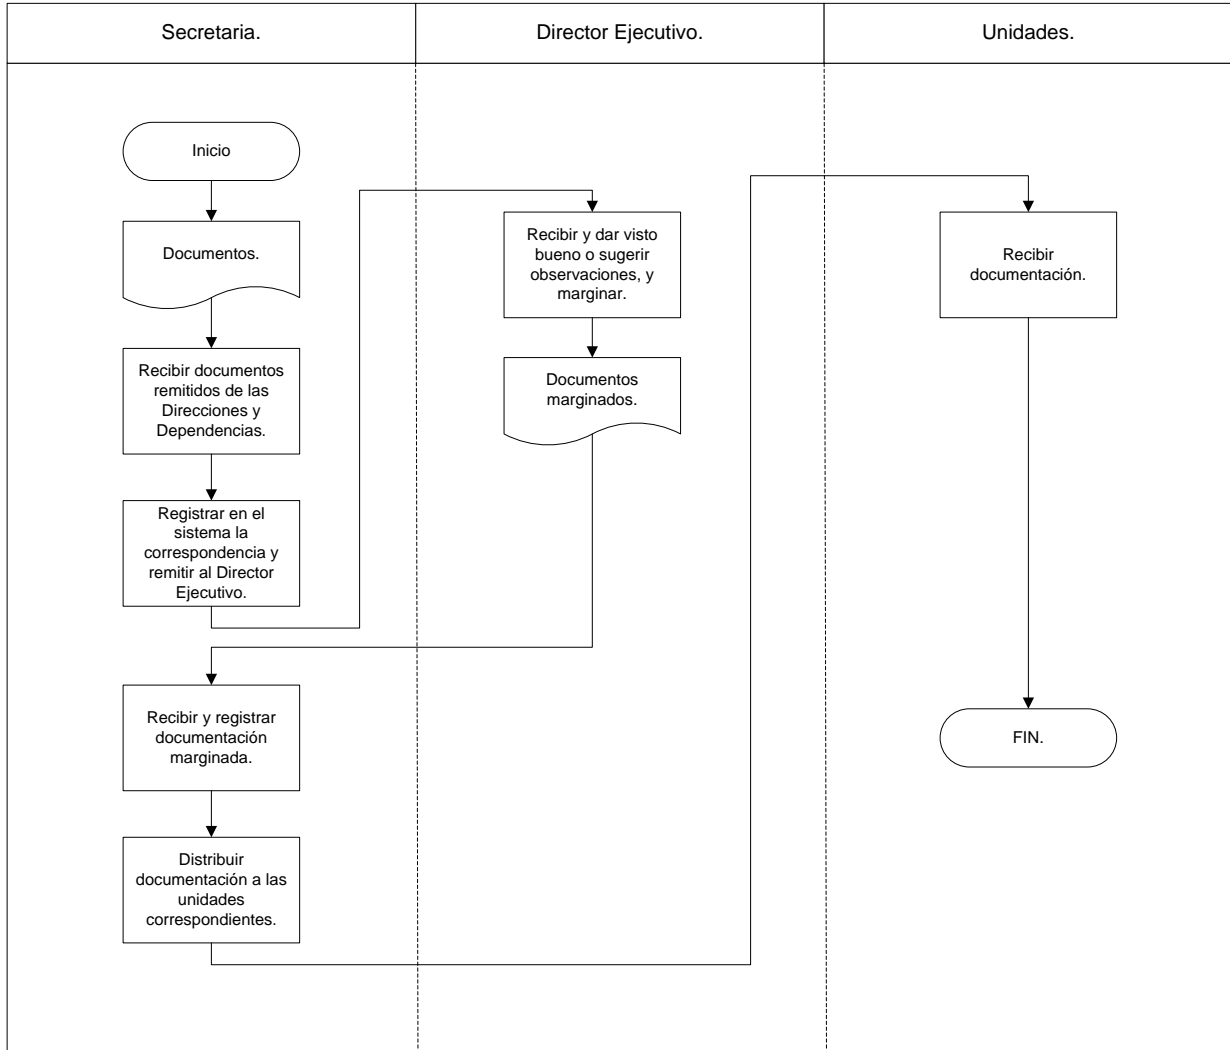 Secretaria.
Director Ejecutivo.
Unidades.
Inicio
Documentos.
Recibir documentos
remitidos de las
Direcciones y
Dependencias.
Registrar en el
sistema la
correspondencia y
remitir al Director
Ejecutivo.
Recibir y dar visto
bueno o sugerir
observaciones, y
marginar.
Documentos
marginados.
Recibir y registrar
documentación
marginada.
Distribuir
documentación a las
unidades
correspondientes.
Recibir
documentación.
FIN.